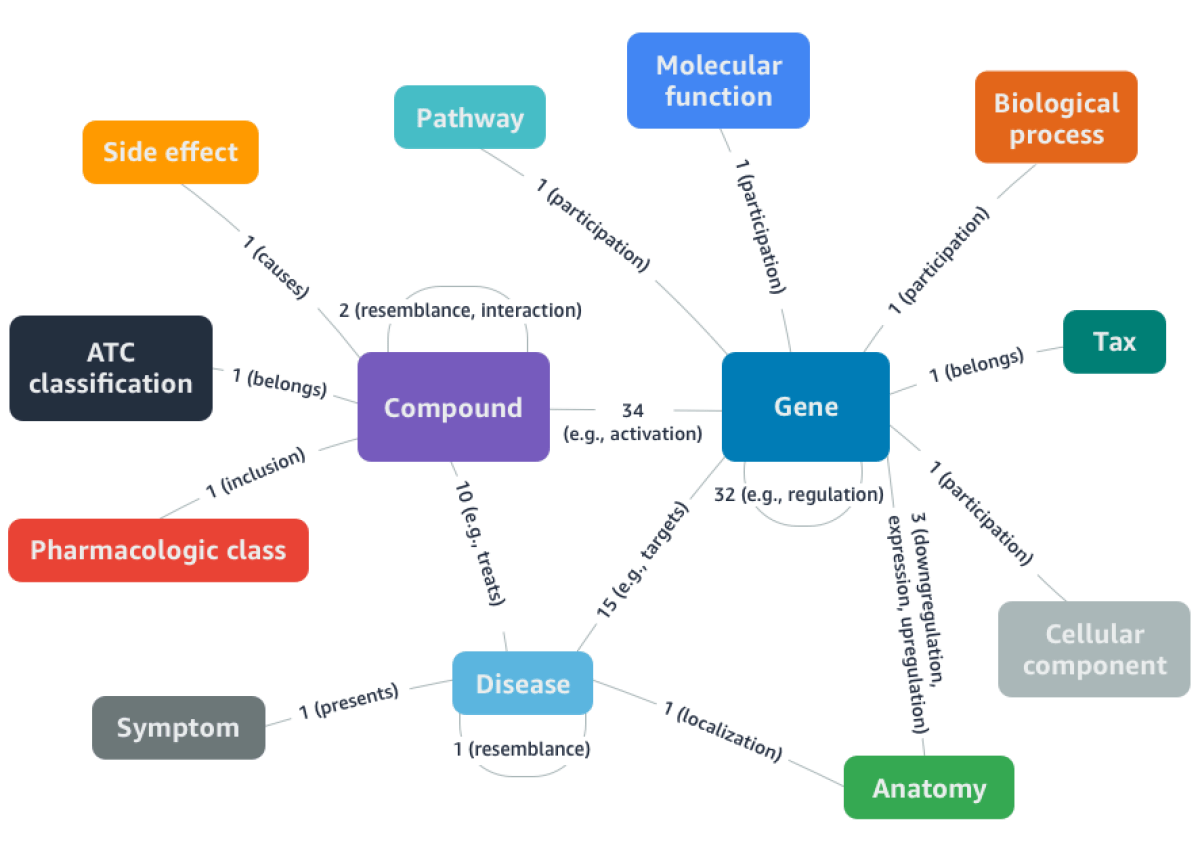 Molecular
function
Biological
process
Pathway
Side effect
1 (participation)
1 (participation)
1 (participation)
1 (causes)
2 (resemblance, interaction)
ATC
classification
1 (belongs)
Compound
34
(e.g., activation)
Gene
1 (belongs)
Tax
1 (inclusion)
Pharmacologic class
10 (e.g., treats)
15 (e.g., targets)
32 (e.g., regulation)
3 (downgregulation,
expression, upregulation)
1 (participation)
Cellular
component
Disease
1 (presents)
Symptom
1 (resemblance)
1 (localization)
Anatomy